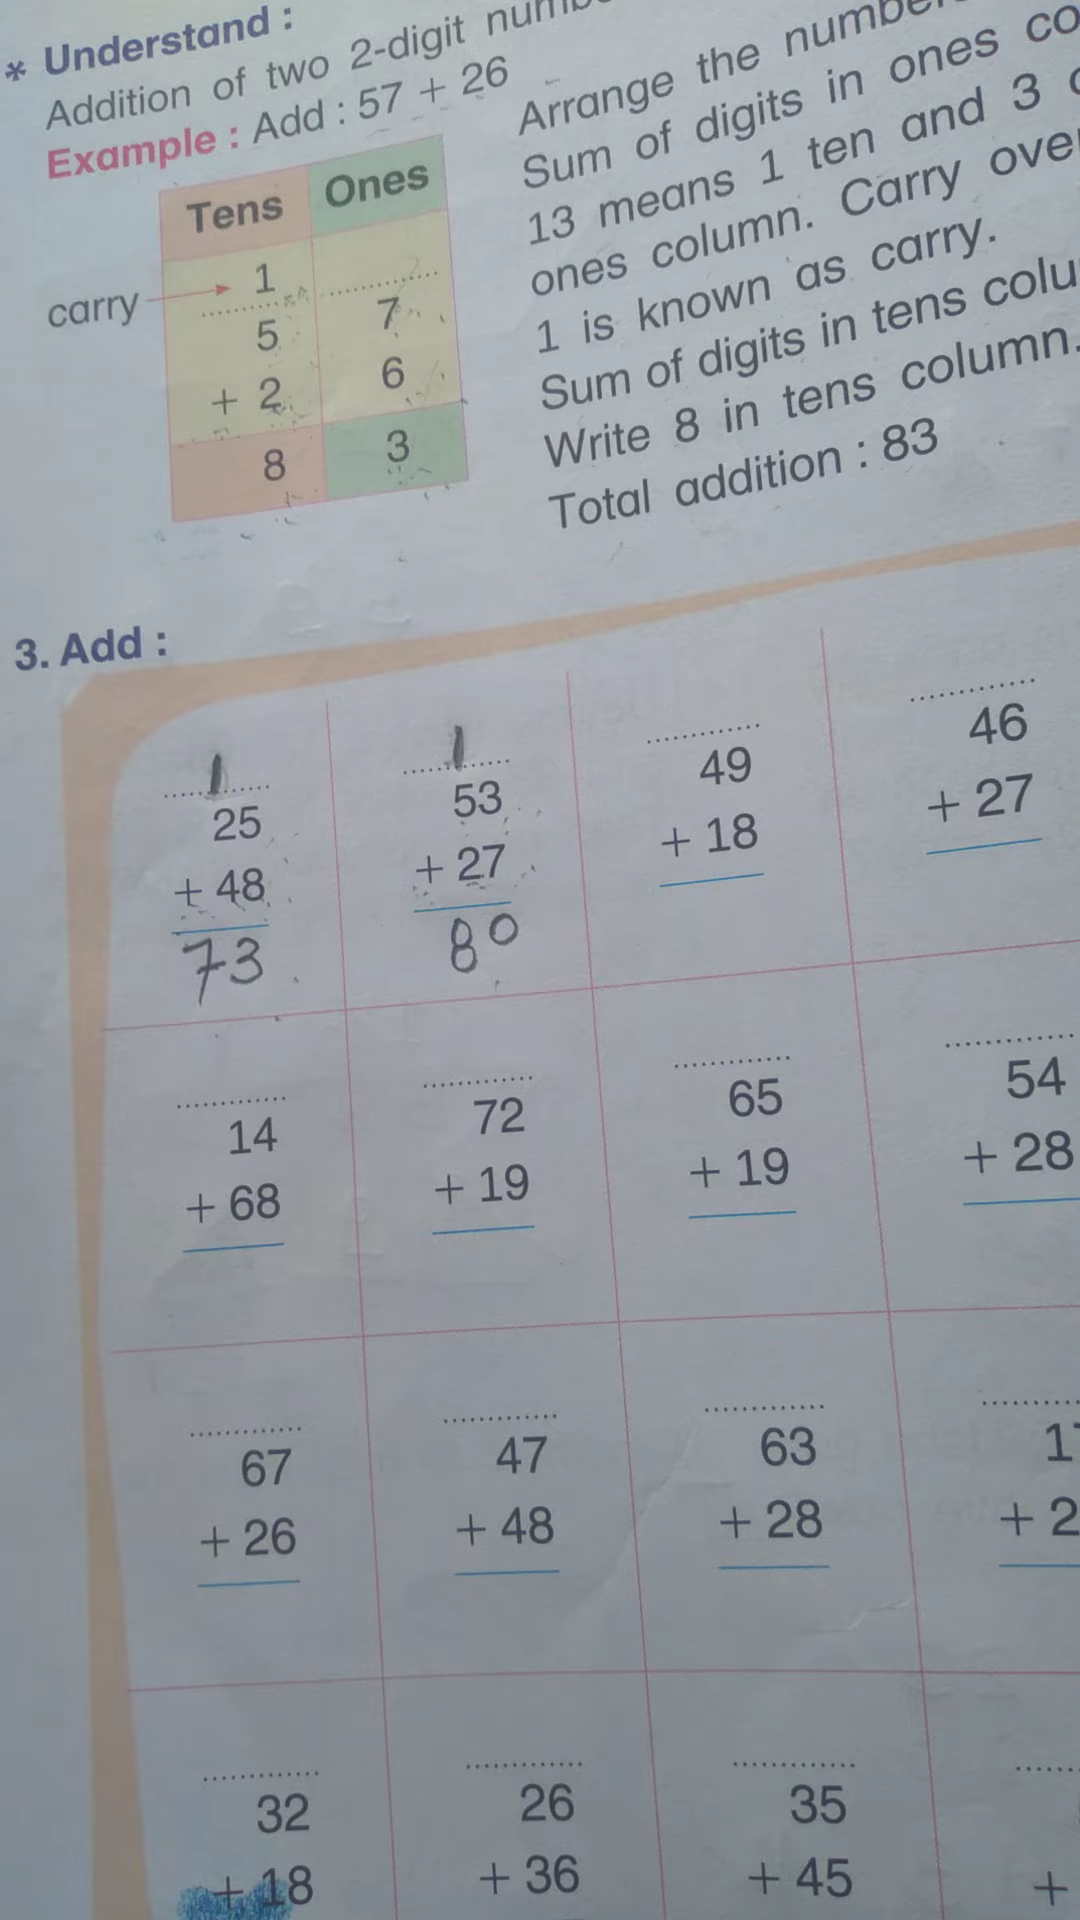 * Understand :
Addition of two 2-digit
Example : Add : 57 + 26
Tens Ones
carry 1
5 7
+ 2 6
8 3
Arrange the
Sum of digits in ones
13 means 1 ten and 3
ones column. Carry
1 is known as carry.
Sum of digits in tens
Write 8 in tens column.
Total addition : 83
3. Add :
1 1
25 53 49 46
+ 48 + 27 + 18 + 27
73 80
14 72 65 54
+ 68 + 19 + 19 + 28
67 47 63 1
+ 26 + 48 + 28 + 2
32 26 35
+ 18 + 36 + 45 +